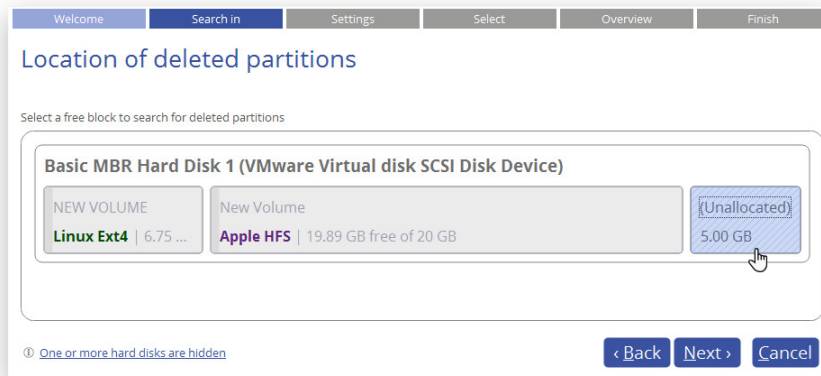 Welcome Search in Settings Select Overview Finish
Location of deleted partitions
Select a free block to search for deleted partitions
Basic MBR Hard Disk 1 (VMware Virtual disk SCSI Disk Device)
NEW VOLUME New Volume (Unallocated)
Linux Ext4 | 6.75 ... Apple HFS | 19.89 GB free of 20 GB 5.00 GB
One or more hard disks are hidden ‹ Back Next › Cancel